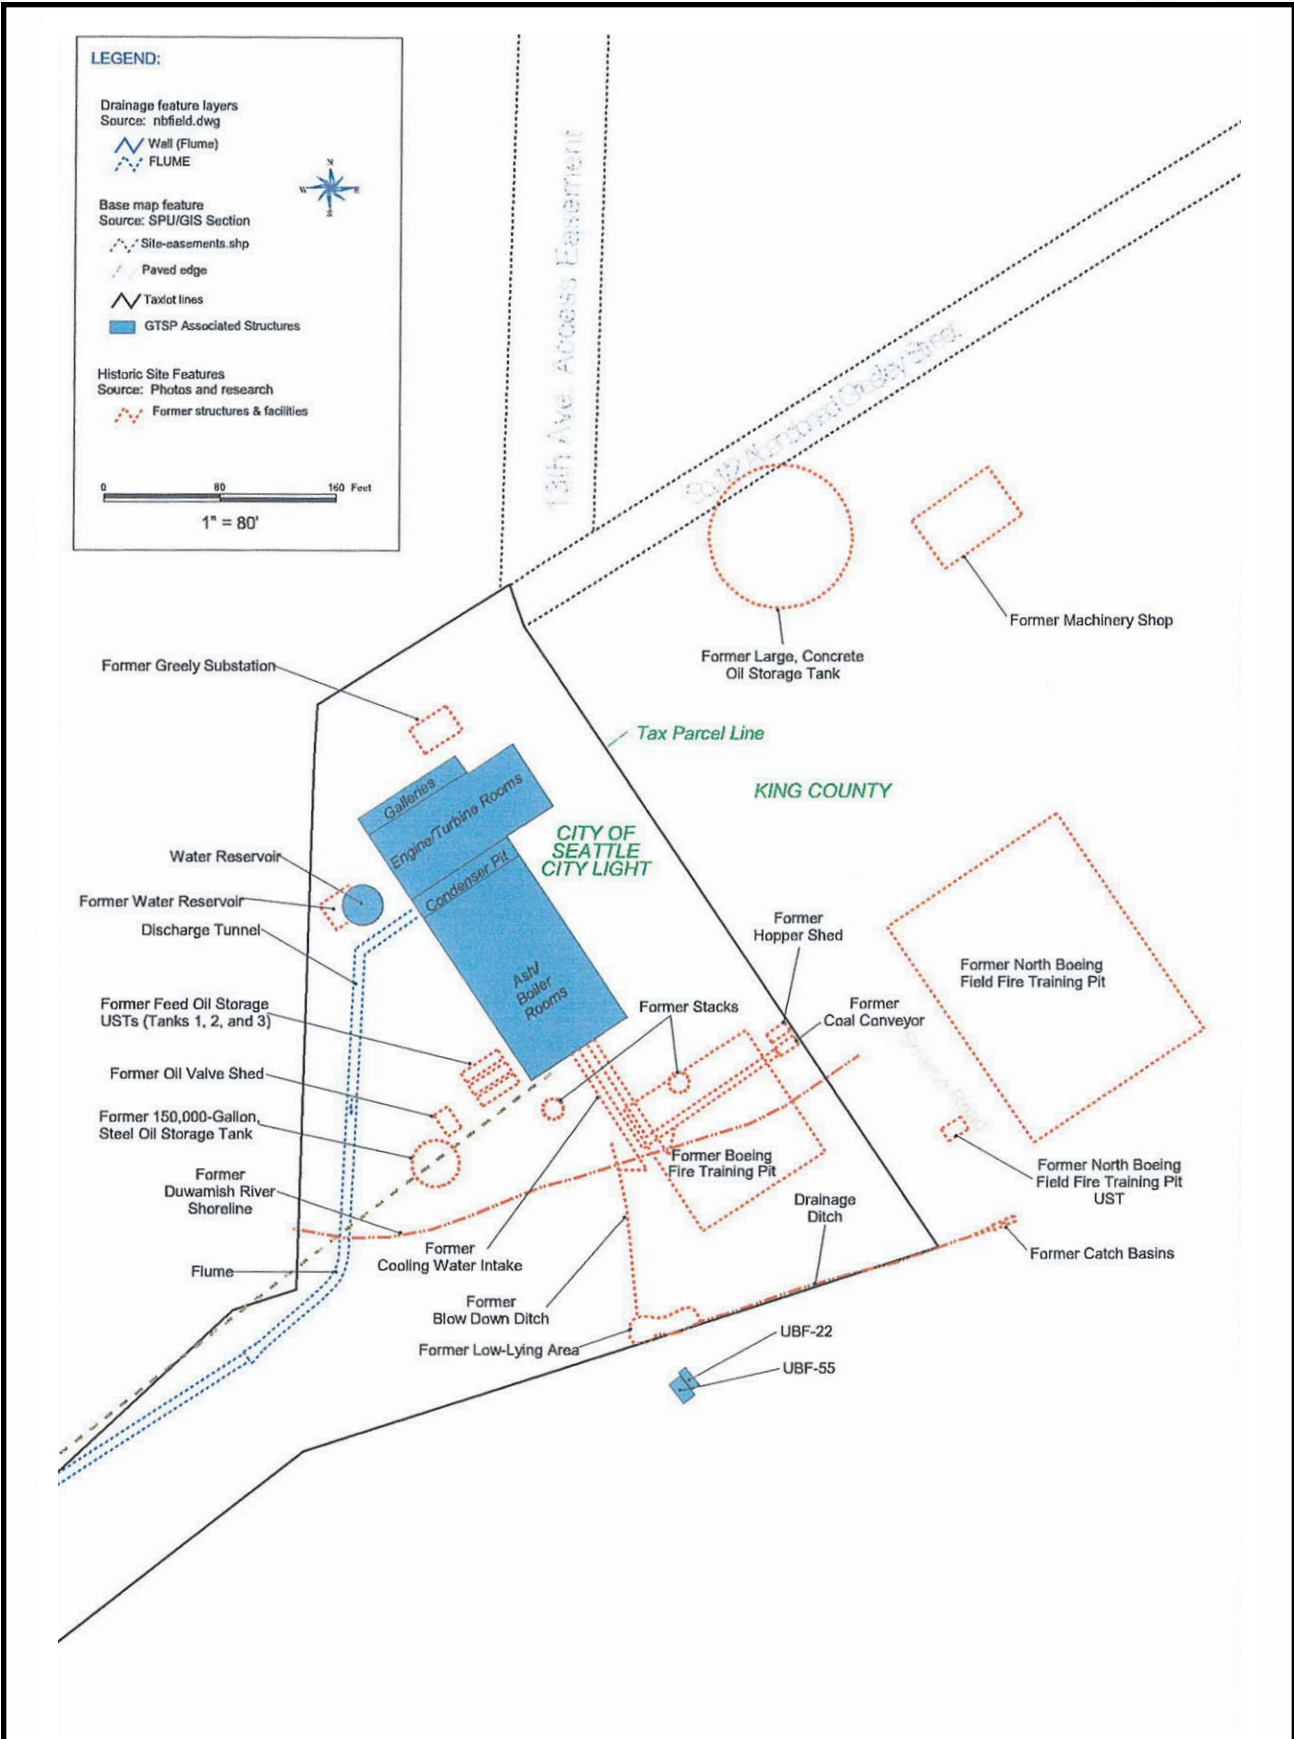 LEGEND:
Drainage feature layers
Source: nbfield.dwg
Wall (Flume)
FLUME
N
W
E
S
Base map feature
Source: SPU/GIS Section
Site-easements.shp
Paved edge
Taxlot lines
GTSP Associated Structures
Historic Site Features
Source: Photos and research
Former structures & facilities
0
80
160 Feet
1" = 80'
13th Ave. Access Easement
Greeley Street
Former Machinery Shop
Former Large, Concrete
Oil Storage Tank
Former Greely Substation
Tax Parcel Line
KING COUNTY
Galleries
Engine/Turbine Rooms
CITY OF
SEATTLE
CITY LIGHT
Condenser Pit
Water Reservoir
Former Water Reservoir
Discharge Tunnel
Former
Hopper Shed
Former North Boeing
Field Fire Training Pit
Ash/
Boiler
Rooms
Former Feed Oil Storage
USTs (Tanks 1, 2, and 3)
Former Stacks
Former
Coal Conveyor
Former Oil Valve Shed
Former 150,000-Gallon,
Steel Oil Storage Tank
Former Boeing
Fire Training Pit
Former North Boeing
Field Fire Training Pit
UST
Former
Duwamish River
Shoreline
Drainage
Ditch
Former
Cooling Water Intake
Former Catch Basins
Flume
Former
Blow Down Ditch
Former Low-Lying Area
UBF-22
UBF-55